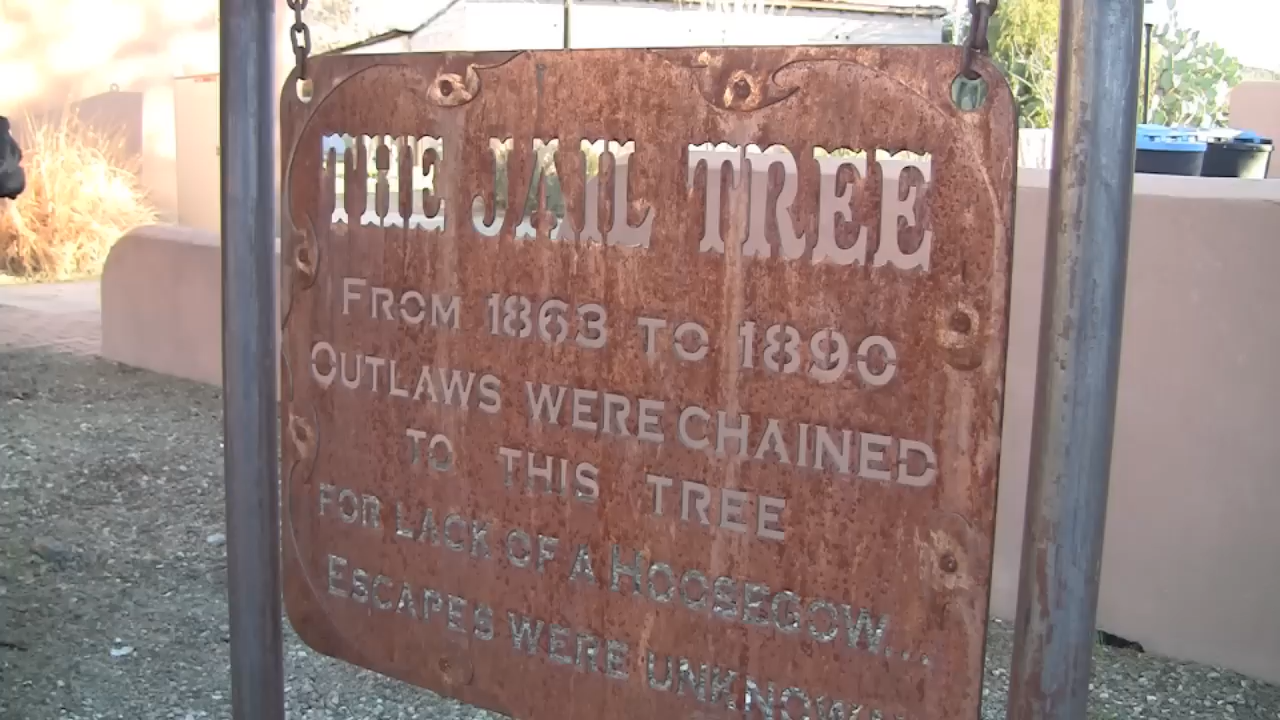 THE JAIL TREE
FROM 1863 TO 1890
OUTLAWS WERE CHAINED
TO THIS TREE
FOR LACK OF A HOOSEGOW...
ESCAPES WERE UNKNOWN